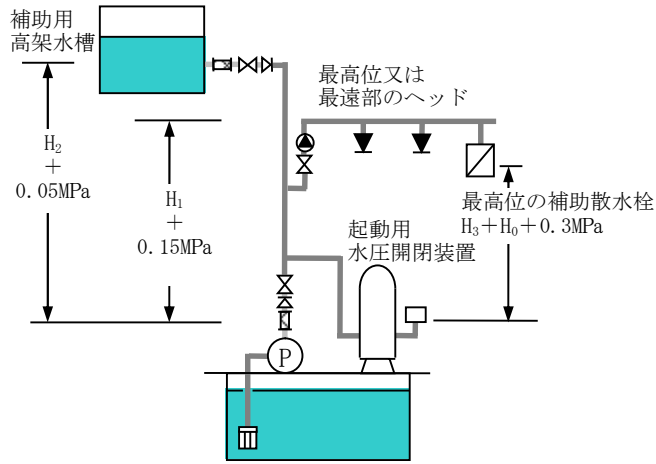 補助用
高架水槽
最高位又は
最遠部のヘッド
H₂
+
0.05MPa
H₁
+
0.15MPa
最高位の補助散水栓
H₃+H₀+0.3MPa
起動用
水圧開閉装置
P